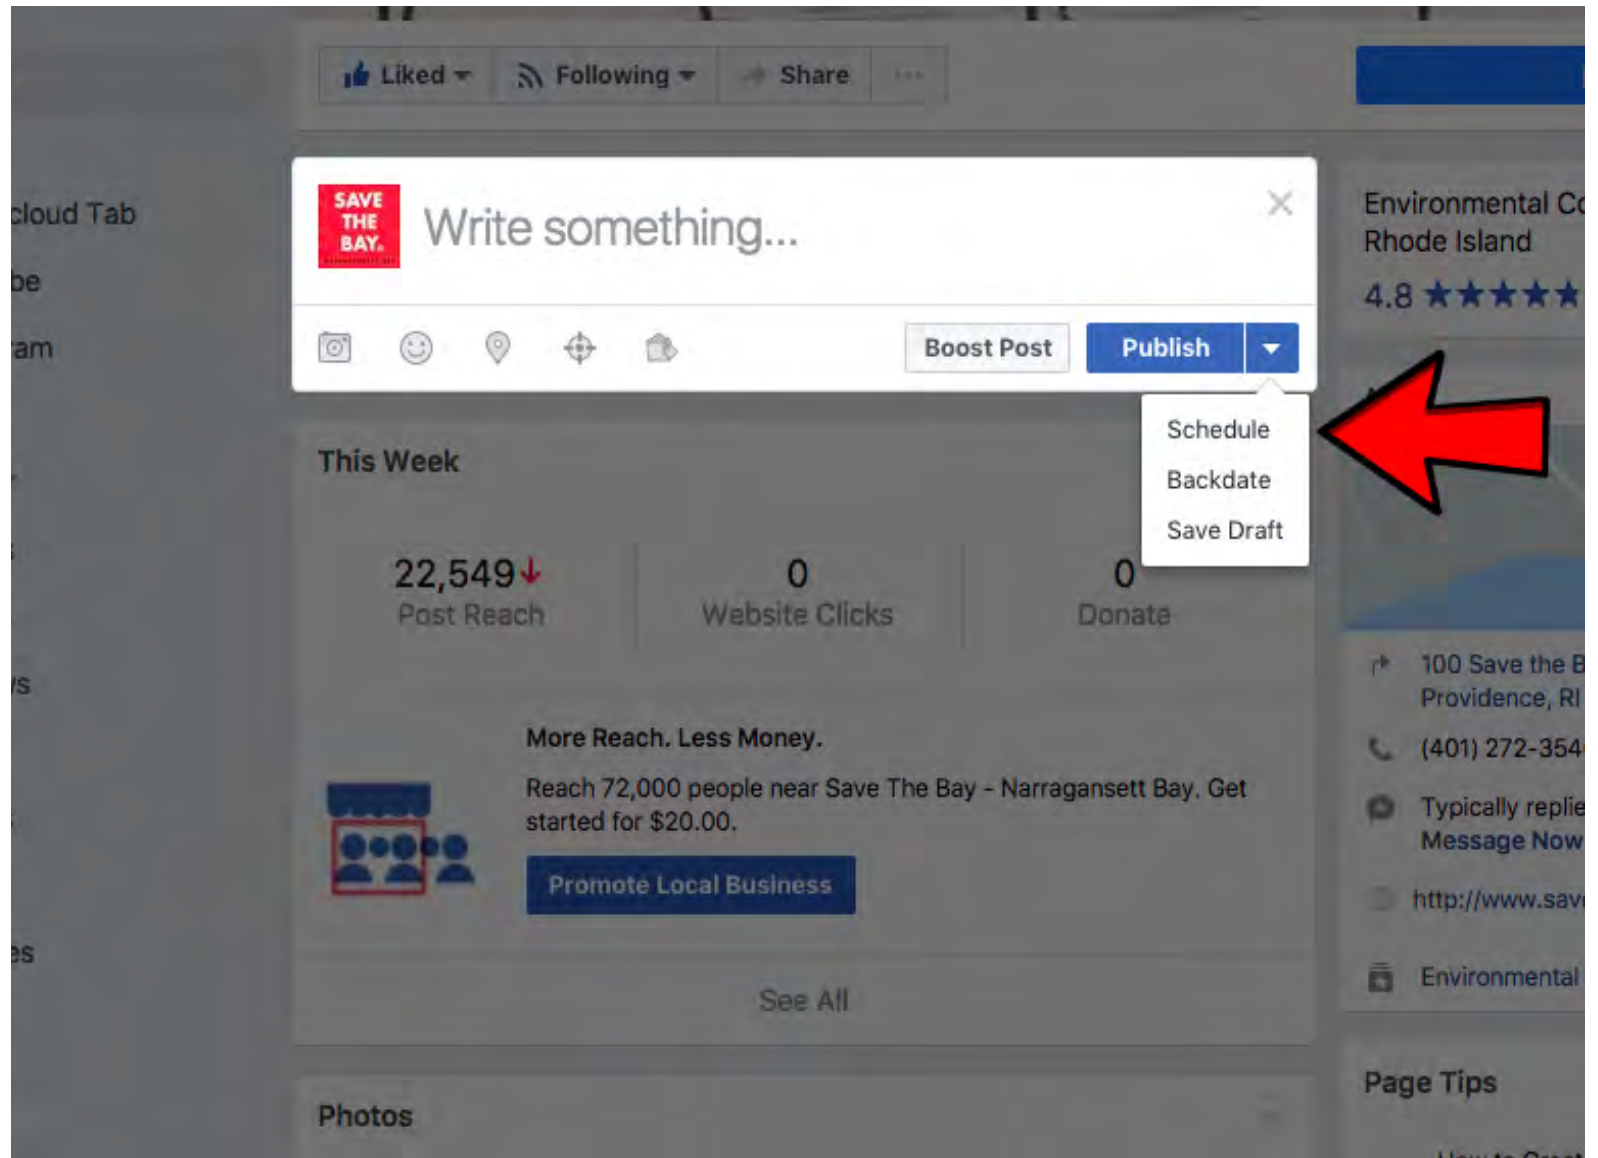 Liked
Following
Share
cloud Tab
be
am
SAVE
THE
BAY.
Write something...
Boost Post
Publish
Schedule
Backdate
Save Draft
This Week
22,549
Post Reach
0
Website Clicks
0
Donate
More Reach. Less Money.
Reach 72,000 people near Save The Bay - Narragansett Bay. Get
started for $20.00.
Promote Local Business
See All
Photos
es
Environmental Co
Rhode Island
4.8
100 Save the B
Providence, RI
(401) 272-354
Typically replie
Message Now
http://www.sav
Environmental
Page Tips